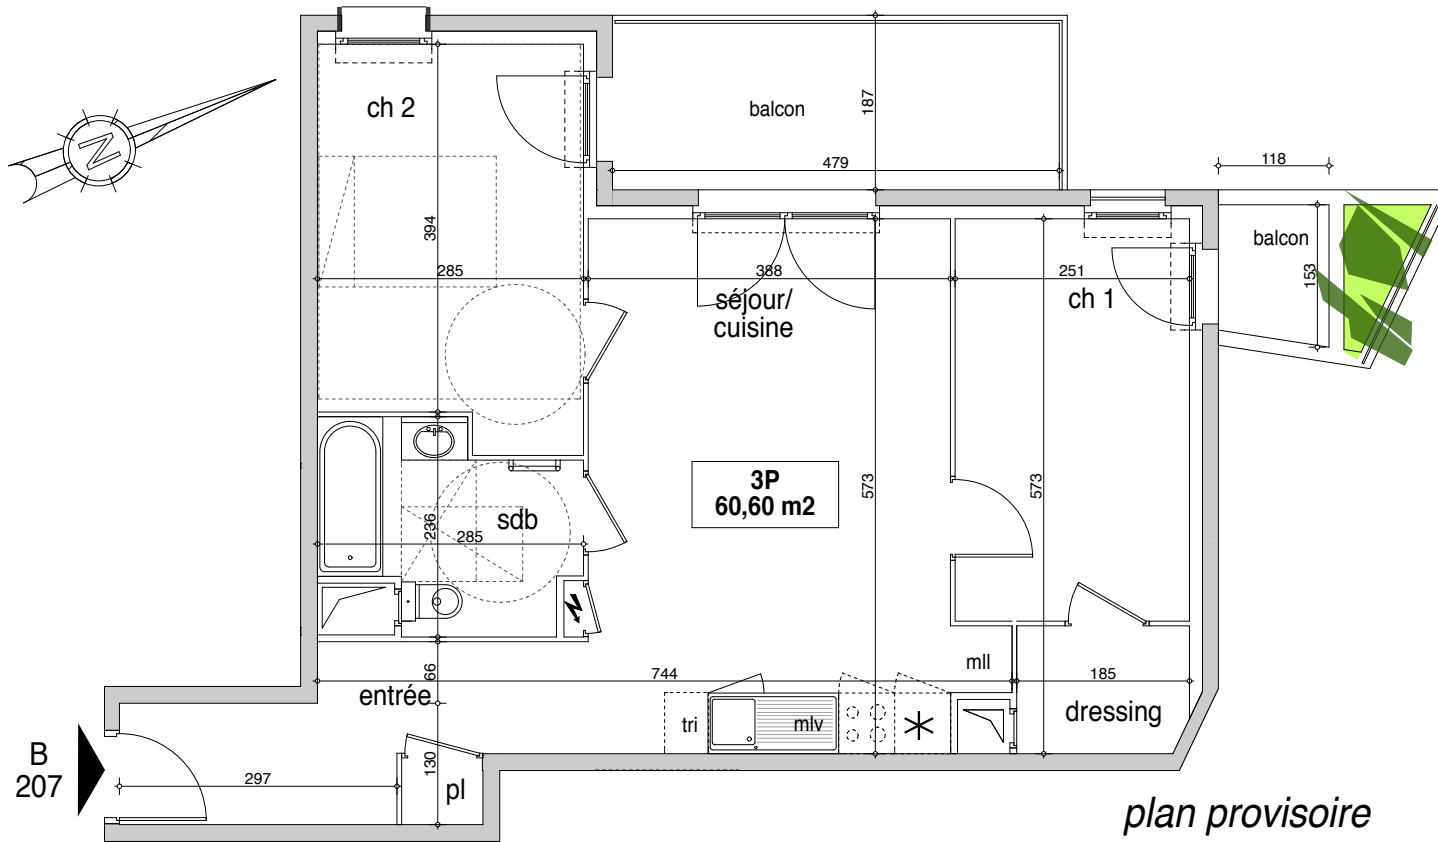 ch 2
balcon
187
479
118
N
balcon
153
394
285
388
251
séjour/
cuisine
ch 1
3P
60,60 m2
573
573
236
sdb
285
66
744
mll
185
entrée
tri
mlv
dressing
B
207
297
130
pl
plan provisoire